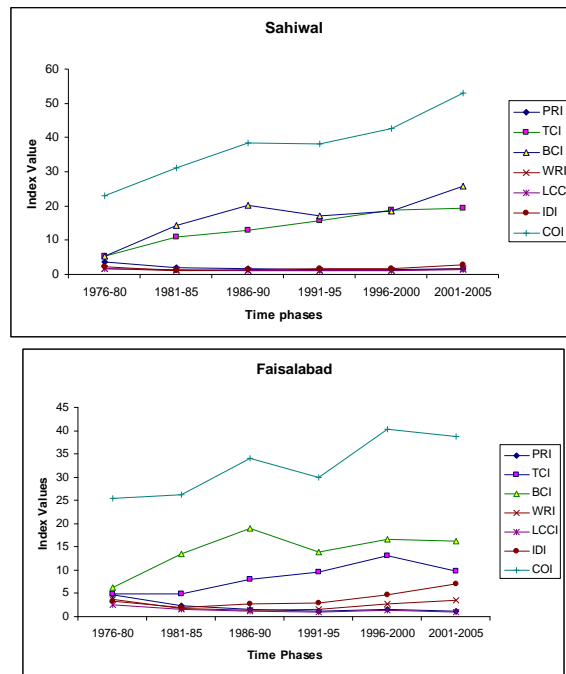 Sahiwal
Index Value
60
50
40
30
20
10
0
1976-80 1981-85 1986-90 1991-95 1996-2000 2001-2005
Time phases
PRI
TCI
BCI
WRI
LCCI
IDI
COI
Faisalabad
Index Values
45
40
35
30
25
20
15
10
5
0
1976-80 1981-85 1986-90 1991-95 1996-2000 2001-2005
Time Phases
PRI
TCI
BCI
WRI
LCCI
IDI
COI